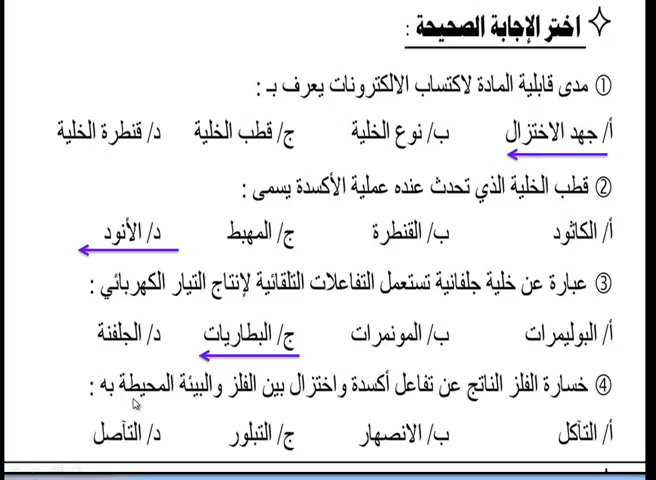 اختر الإجابة الصحيحة :
① مدى قابلية المادة لاكتساب الالكترونات يعرف بـ :
أ/ جهد الاختزال ب/ نوع الخلية ج/ قطب الخلية د/ قنطرة الخلية
② قطب الخلية الذي تحدث عنده عملية الأكسدة يسمى :
أ/ الكاثود ب/ القنطرة ج/ المهبط د/ الأنود
③ عبارة عن خلية جلفانية تستعمل التفاعلات التلقائية لإنتاج التيار الكهربائي :
أ/ البوليمرات ب/ المونمرات ج/ البطاريات د/ الجلفنة
④ خسارة الفلز الناتج عن تفاعل أكسدة واختزال بين الفلز والبيئة المحيطة به :
أ/ التآكل ب/ الانصهار ج/ التبلور د/ التآصل